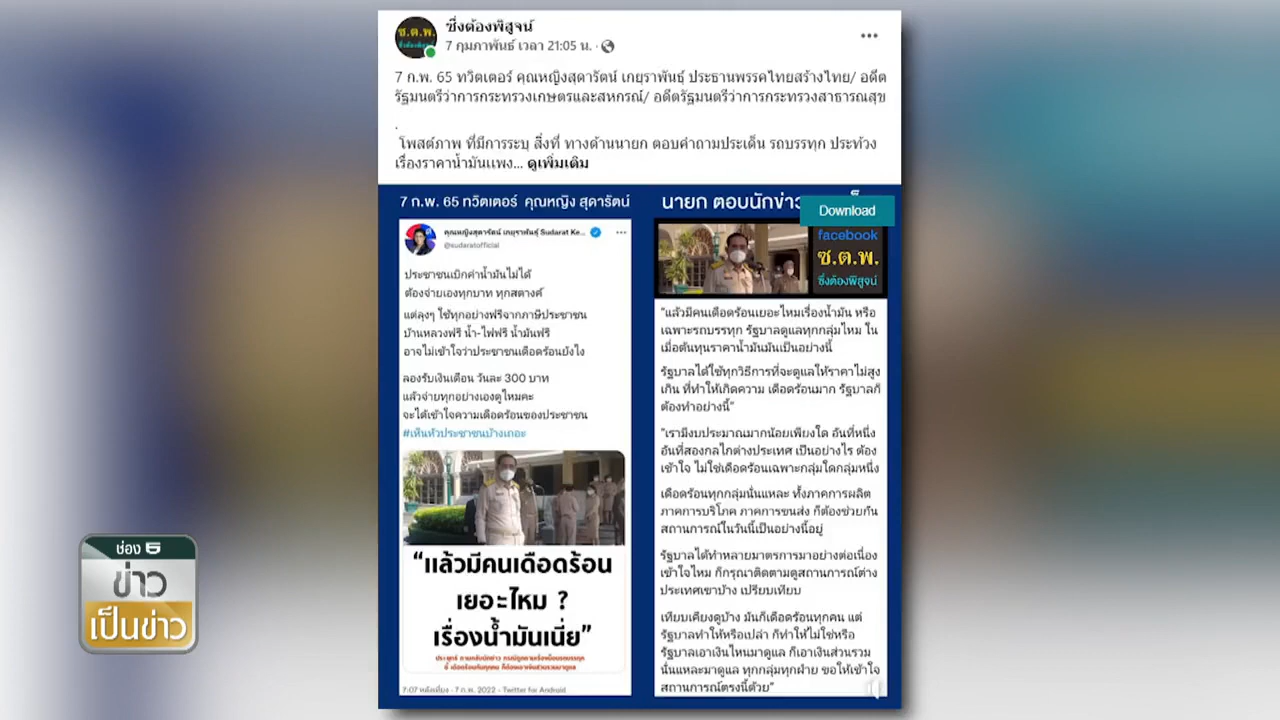 ซ.ต.พ.
ซึ่งต้องพิสูจน์
ซึ่งต้องพิสูจน์
7 กุมภาพันธ์ เวลา 21:05 น. ·
7 ก.พ. 65 ทวิตเตอร์ คุณหญิงสุดารัตน์ เกยุราพันธุ์ ประธานพรรคไทยสร้างไทย/ อดีต
รัฐมนตรีว่าการกระทรวงเกษตรและสหกรณ์/ อดีตรัฐมนตรีว่าการกระทรวงสาธารณสุข
.
โพสต์ภาพ ที่มีการระบุ สิ่งที่ ทางด้านนายก ตอบคำถามประเด็น รถบรรทุก ประท้วง
เรื่องราคาน้ำมันแพง... ดูเพิ่มเติม
7 ก.พ. 65 ทวิตเตอร์ คุณหญิง สุดารัตน์
คุณหญิงสุดารัตน์ เกยุราพันธุ์ Sudarat Ke...
@sudaratofficial
ประชาชนเบิกค่าน้ำมันไม่ได้
ต้องจ่ายเองทุกบาท ทุกสตางค์
แต่ลุงๆ ใช้ทุกอย่างฟรีจากภาษีประชาชน
บ้านหลวงฟรี น้ำ-ไฟฟรี น้ำมันฟรี
อาจไม่เข้าใจว่าประชาชนเดือดร้อนยังไง
ลองรับเงินเดือน วันละ 300 บาท
แล้วจ่ายทุกอย่างเองดูไหมคะ
จะได้เข้าใจความเดือดร้อนของประชาชน
#เห็นหัวประชาชนบ้างเถอะ
“แล้วมีคนเดือดร้อน
เยอะไหม ?
เรื่องน้ำมันเนี่ย”
7:07 หลังเที่ยง · 7 ก.พ. 2022 · Twitter for Android
นายก ตอบนักข่าว
Download
facebook
ซ.ต.พ.
ซึ่งต้องพิสูจน์
"แล้วมีคนเดือดร้อนเยอะไหมเรื่องน้ำมัน หรือ
เฉพาะรถบรรทุก รัฐบาลดูแลทุกกลุ่มไหม ใน
เมื่อต้นทุนราคาน้ำมันมันเป็นอย่างนี้
รัฐบาลได้ใช้ทุกวิธีการที่จะดูแลให้ราคาไม่สูง
เกิน ที่ทำให้เกิดความ เดือดร้อนมาก รัฐบาลก็
ต้องทำอย่างนี้"
"เรามีงบประมาณมากน้อยเพียงใด อันที่หนึ่ง
อันที่สองกลไกต่างประเทศ เป็นอย่างไร ต้อง
เข้าใจ ไม่ใช่เดือดร้อนเฉพาะกลุ่มใดกลุ่มหนึ่ง
เดือดร้อนทุกกลุ่มนั่นแหละ ทั้งภาคการผลิต
ภาคการบริโภค ภาคการขนส่ง ก็ต้องช่วยกัน
สถานการณ์ในวันนี้เป็นอย่างนี้อยู่
รัฐบาลได้ทำหลายมาตรการมาอย่างต่อเนื่อง
เข้าใจไหม ก็กรุณาติดตามดูสถานการณ์ต่าง
ประเทศเขาบ้าง เปรียบเทียบ
เทียบเคียงดูบ้าง มันก็เดือดร้อนทุกคน แต่
รัฐบาลทำให้หรือเปล่า ก็ทำให้ไม่ใช่หรือ
รัฐบาลเอาเงินไหนมาดูแล ก็เอาเงินส่วนรวม
นั่นแหละมาดูแล ทุกกลุ่มทุกฝ่าย ขอให้เข้าใจ
สถานการณ์ตรงนี้ด้วย"
ช่อง 5
ข่าว
เป็นข่าว